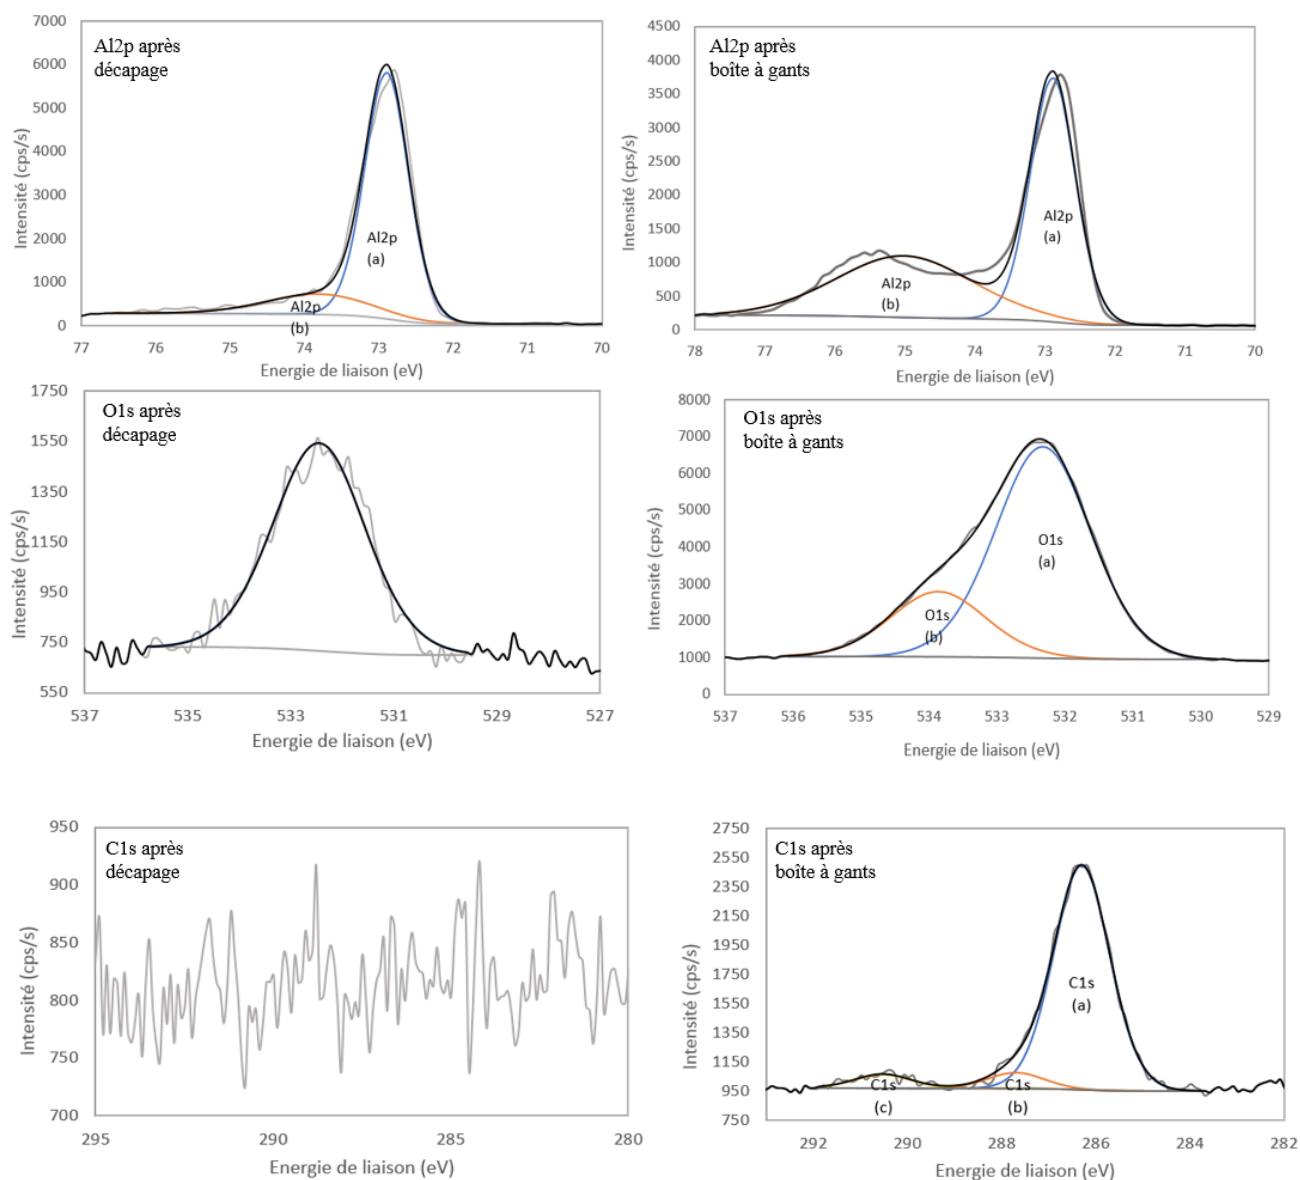 Al2p après
décapage
7000
6000
5000
4000
3000
2000
1000
0
Intensité (cps/s)
Al2p
(a)
Al2p
(b)
77 76 75 74 73 72 71 70
Energie de liaison (eV)
Al2p après
boîte à gants
4500
4000
3500
3000
2500
2000
1500
1000
500
0
Intensité (cps/s)
Al2p
(a)
Al2p
(b)
78 77 76 75 74 73 72 71 70
Energie de liaison (eV)
O1s après
décapage
1750
1550
1350
1150
950
750
550
Intensité (cps/s)
537 535 533 531 529 527
Energie de liaison (eV)
O1s après
boîte à gants
8000
7000
6000
5000
4000
3000
2000
1000
0
Intensité (cps/s)
O1s
(a)
O1s
(b)
537 536 535 534 533 532 531 530 529
Energie de liaison (eV)
C1s après
décapage
950
900
850
800
750
700
Intensité (cps/s)
295 290 285 280
Energie de liaison (eV)
C1s après
boîte à gants
2750
2550
2350
2150
1950
1750
1550
1350
1150
950
750
Intensité (cps/s)
C1s
(a)
C1s
(b)
C1s
(c)
292 290 288 286 284 282
Energie de liaison (eV)